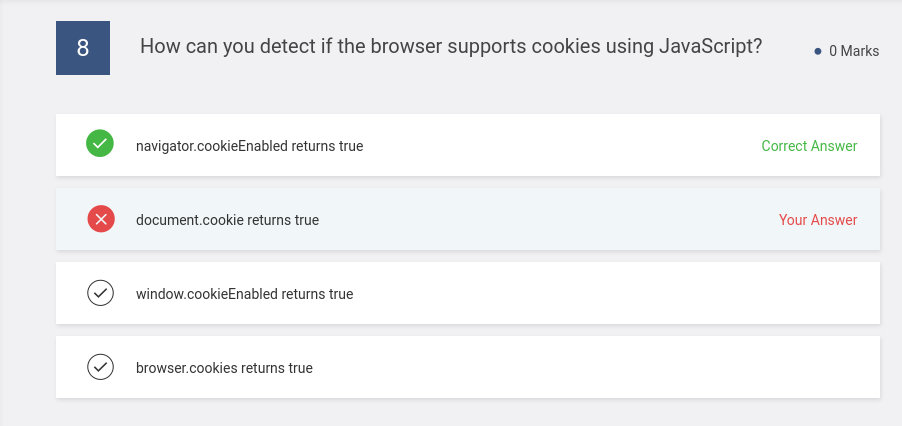 8
How can you detect if the browser supports cookies using JavaScript?
0 Marks
navigator.cookieEnabled returns true
Correct Answer
document.cookie returns true
Your Answer
window.cookieEnabled returns true
browser.cookies returns true